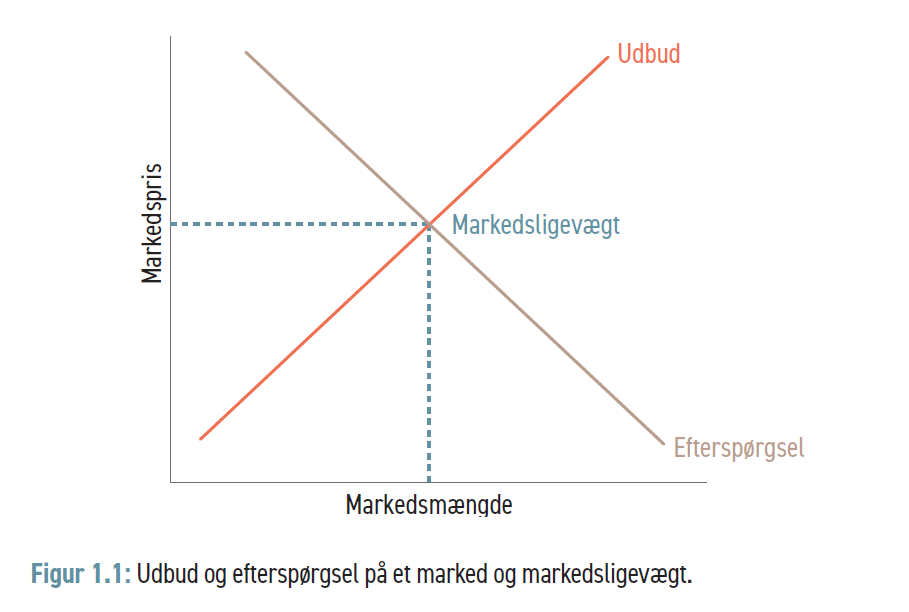 Udbud
Markedspris
Markedsligevægt
Efterspørgsel
Markedsmængde
Figur 1.1: Udbud og efterspørgsel på et marked og markedsligevægt.